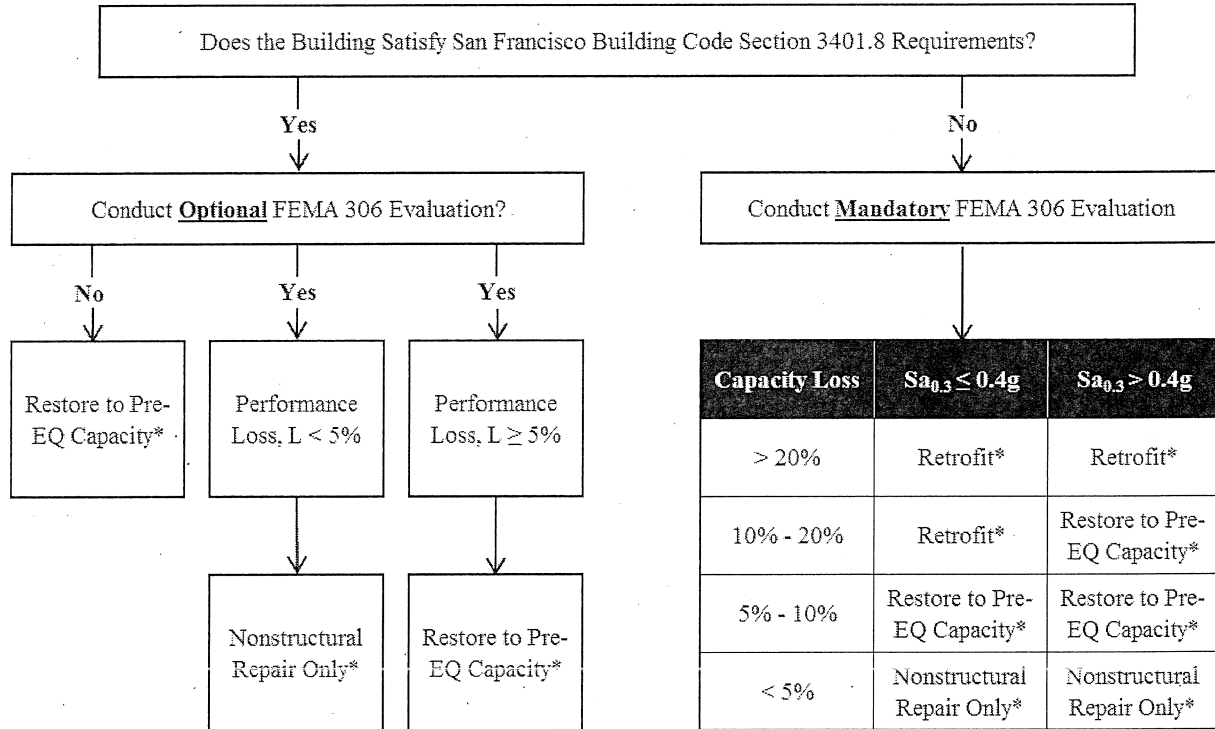 Does the Building Satisfy San Francisco Building Code Section 3401.8 Requirements?
Yes
No
Conduct Optional FEMA 306 Evaluation?
Conduct Mandatory FEMA 306 Evaluation
No
Yes
Yes
Restore to Pre-
EQ Capacity*
Performance
Loss, L < 5%
Performance
Loss, L ≥ 5%
Nonstructural
Repair Only*
Restore to Pre-
EQ Capacity*
Capacity Loss
Sa0.3 ≤ 0.4g
Sa0.3 > 0.4g
> 20%
Retrofit*
Retrofit*
10% - 20%
Retrofit*
Restore to Pre-
EQ Capacity*
5% - 10%
Restore to Pre-
EQ Capacity*
Restore to Pre-
EQ Capacity*
< 5%
Nonstructural
Repair Only*
Nonstructural
Repair Only*